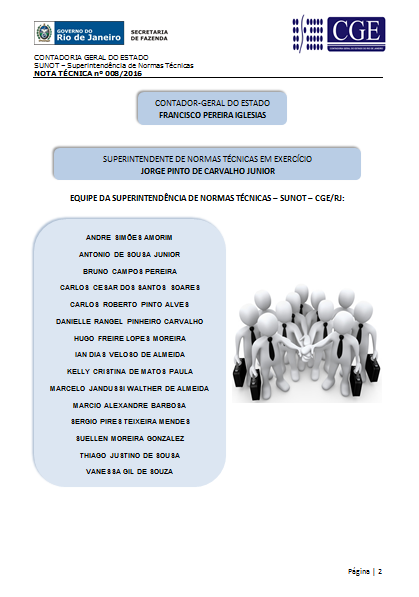 GOVERNO DO
Rio de Janeiro
SECRETARIA
DE FAZENDA
CGE
CONTADORIA GERAL DO ESTADO
SUNOT – Superintendência de Normas Técnicas
NOTA TÉCNICA nº 008/2016
CONTADOR-GERAL DO ESTADO
FRANCISCO PEREIRA IGLESIAS
SUPERINTENDENTE DE NORMAS TÉCNICAS EM EXERCÍCIO
JORGE PINTO DE CARVALHO JUNIOR
EQUIPE DA SUPERINTENDÊNCIA DE NORMAS TÉCNICAS – SUNOT – CGE/RJ:
ANDRE SIMÕES AMORIM
ANTONIO DE SOUSA JUNIOR
BRUNO CAMPOS PEREIRA
CARLOS CESAR DOS SANTOS SOARES
CARLOS ROBERTO PINTO ALVES
DANIELLE RANGEL PINHEIRO CARVALHO
HUGO FREIRE LOPES MOREIRA
IAN DIAS VELOSO DE ALMEIDA
KELLY CRISTINA DE MATOS PAULA
MARCELO JANDUSSI WALTHER DE ALMEIDA
MARCIO ALEXANDRE BARBOSA
SERGIO PIRES TEIXEIRA MENDES
SUELLEN MOREIRA GONZALEZ
THIAGO JUSTINO DE SOUSA
VANESSA GIL DE SOUZA
Página | 2